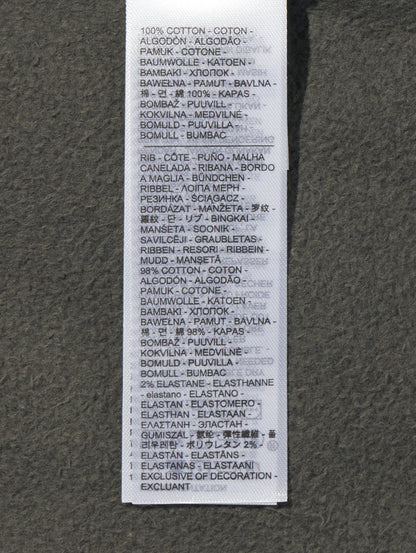 100% COTTON - COTON -
ALGODÓN - ALGODÃO -
PAMUK - COTONE -
BAUMWOLLE - KATOEN -
BAMBAKI - ХЛОПОК -
BAWEŁNA - PAMUT - BAVLNA -
棉 - 면 - 綿 100% - KAPAS -
BOMBAŽ - PUUVILL -
KOKVILNA - MEDVILNĖ -
BOMULD - PUUVILLA -
BOMULL - BUMBAC
RIB - CÔTE - PUÑO - MALHA
CANELADA - RIBANA - BORDO
A MAGLIA - BÜNDCHEN -
RIBBEL - ΛΟΙΠΑ ΜΕΡΗ -
РЕЗИНКА - ŚCIĄGACZ -
BORDÁZAT - MANŽETA - 罗纹
- 羅紋 - 단 - リブ - BINGKAI -
MANŠETA - SOONIK -
SAVILCĒJI - GRAUBLETAS -
RIBBEN - RESORI - RIBBEIN -
MUDD - MANȘETĂ
98% COTTON - COTON -
ALGODÓN - ALGODÃO -
PAMUK - COTONE -
BAUMWOLLE - KATOEN -
BAMBAKI - ХЛОПОК -
BAWEŁNA - PAMUT - BAVLNA -
棉 - 면 - 綿 98% - KAPAS -
BOMBAŽ - PUUVILL -
KOKVILNA - MEDVILNĖ -
BOMULD - PUUVILLA -
BOMULL - BUMBAC
2% ELASTANE - ELASTHANNE
- elastano - ELASTANO -
ELASTAN - ELASTOMERO -
ELASTHAN - ELASTAAN -
ΕΛΑΣΤΑΝΗ - ЭЛАСТАН -
GUMISZÁL - 氨纶 - 彈性纖維 - 폴
리우레탄 - ポリウレタン 2% -
ELASTAN - ELASTĀNS -
ELASTANAS - ELASTAANI
EXCLUSIVE OF DECORATION -
EXCLUANT